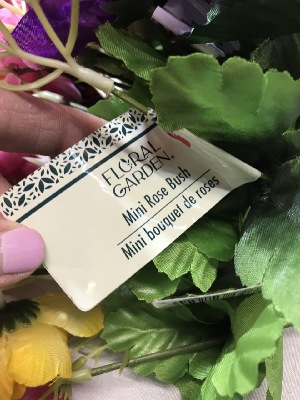 FLORAL
GARDEN.
Mini Rose Bush
Mini bouquet de roses